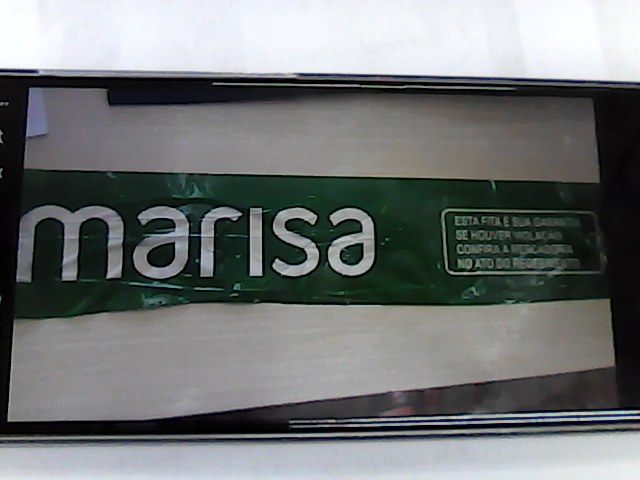 marisa
ESTA FITA É SUA GARANTIA
SE HOUVER VIOLAÇÃO
CONFIRA A MERCADORIA
NO ATO DO RECEBIMENTO